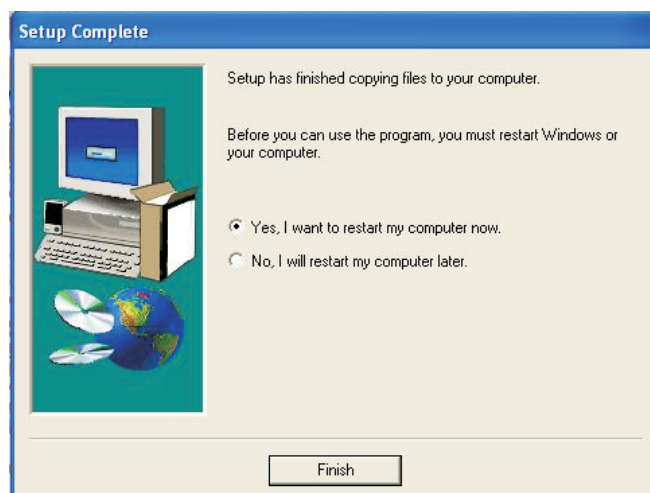 Setup Complete
Setup has finished copying files to your computer.
Before you can use the program, you must restart Windows or
your computer.
Yes, I want to restart my computer now.
No, I will restart my computer later.
Finish